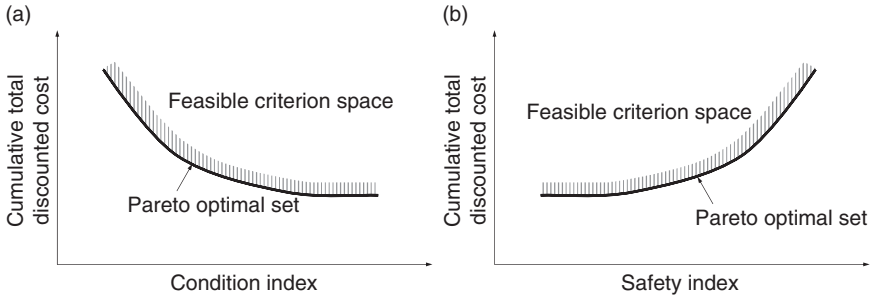 (a)
Cumulative total
discounted cost
Feasible criterion space
Pareto optimal set
Condition index
(b)
Cumulative total
discounted cost
Feasible criterion space
Pareto optimal set
Safety index